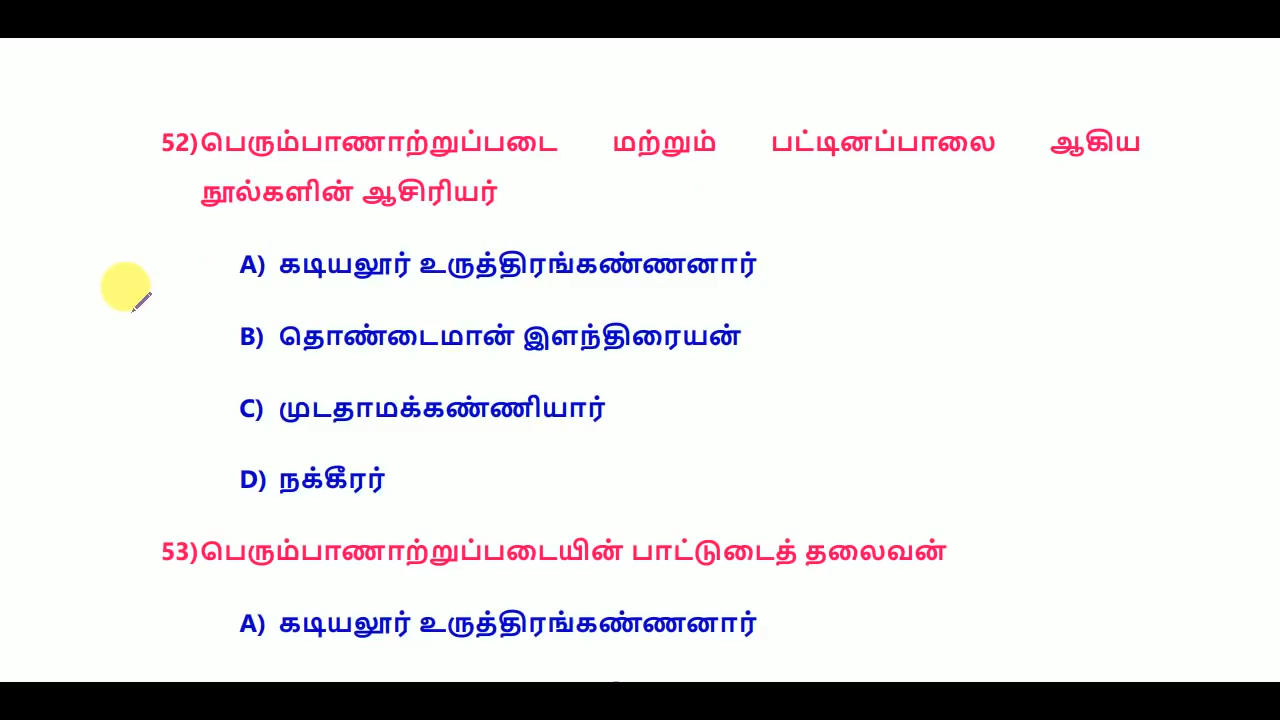 52)பெரும்பாணாற்றுப்படை மற்றும் பட்டினப்பாலை ஆகிய
நூல்களின் ஆசிரியர்
A) கடியலூர் உருத்திரங்கண்ணனார்
B) தொண்டைமான் இளந்திரையன்
C) முடதாமக்கண்ணியார்
D) நக்கீரர்
53)பெரும்பாணாற்றுப்படையின் பாட்டுடைத் தலைவன்
A) கடியலூர் உருத்திரங்கண்ணனார்